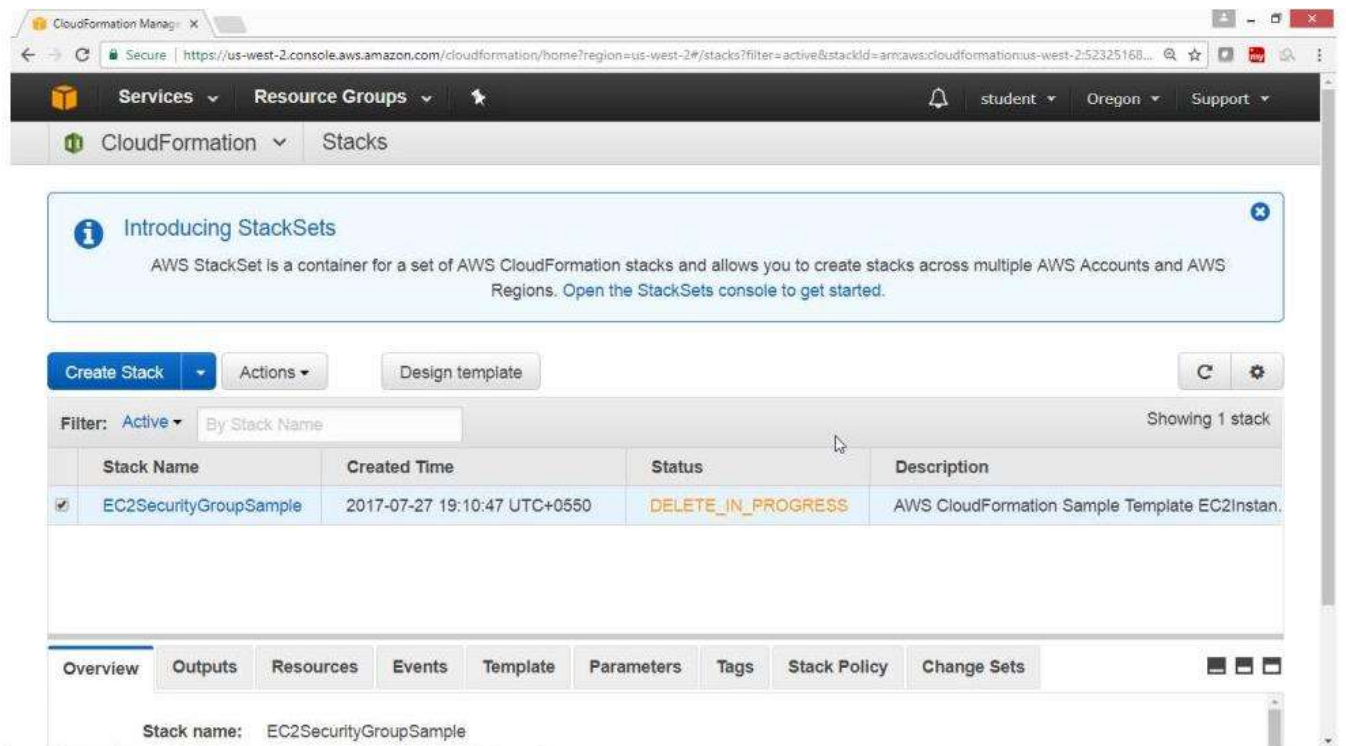 CloudFormation Manag
Secure | https://us-west-2.console.aws.amazon.com/cloudformation/home?region=us-west-2#/stacks?filter=active&stackId=arn:aws:cloudformation:us-west-2:52325168...
Services Resource Groups student Oregon Support
CloudFormation Stacks
Introducing StackSets
AWS StackSet is a container for a set of AWS CloudFormation stacks and allows you to create stacks across multiple AWS Accounts and AWS
Regions. Open the StackSets console to get started.
Create Stack Actions Design template
Filter: Active By Stack Name Showing 1 stack
Stack Name Created Time Status Description
EC2SecurityGroupSample 2017-07-27 19:10:47 UTC+0550 DELETE_IN_PROGRESS AWS CloudFormation Sample Template EC2Instan.
Overview Outputs Resources Events Template Parameters Tags Stack Policy Change Sets
Stack name: EC2SecurityGroupSample